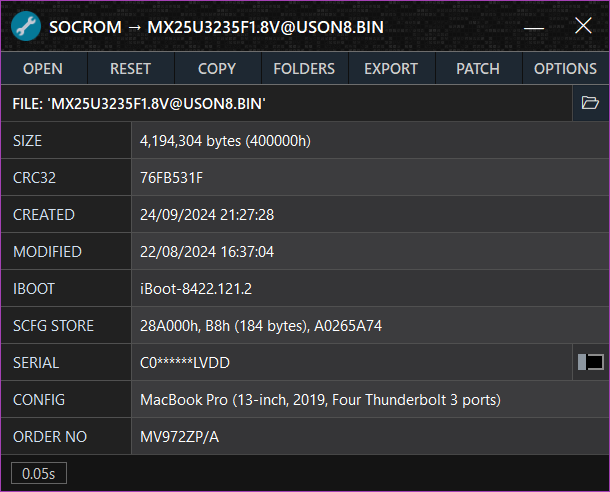 SOCROM → MX25U3235F1.8V@USON8.BIN
OPEN RESET COPY FOLDERS EXPORT PATCH OPTIONS
FILE: 'MX25U3235F1.8V@USON8.BIN'
SIZE 4,194,304 bytes (400000h)
CRC32 76FB531F
CREATED 24/09/2024 21:27:28
MODIFIED 22/08/2024 16:37:04
IBOOT iBoot-8422.121.2
SCFG STORE 28A000h, B8h (184 bytes), A0265A74
SERIAL C0******LVDD
CONFIG MacBook Pro (13-inch, 2019, Four Thunderbolt 3 ports)
ORDER NO MV972ZP/A
0.05s